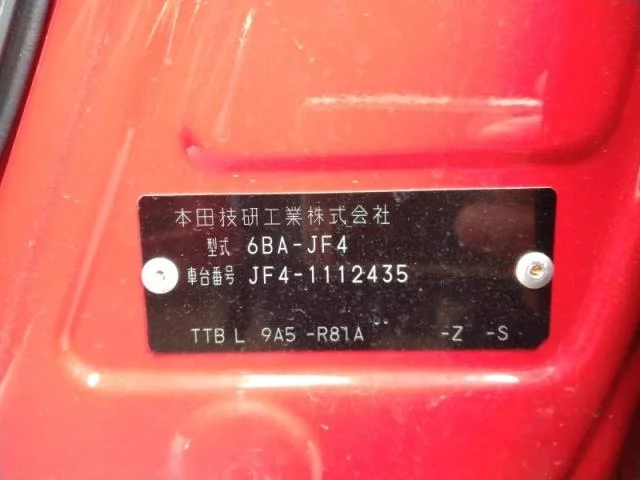 本田技研工業株式会社
型式 6BA-JF4
車台番号 JF4-1112435
TTB L 9A5 -R81A -Z -S